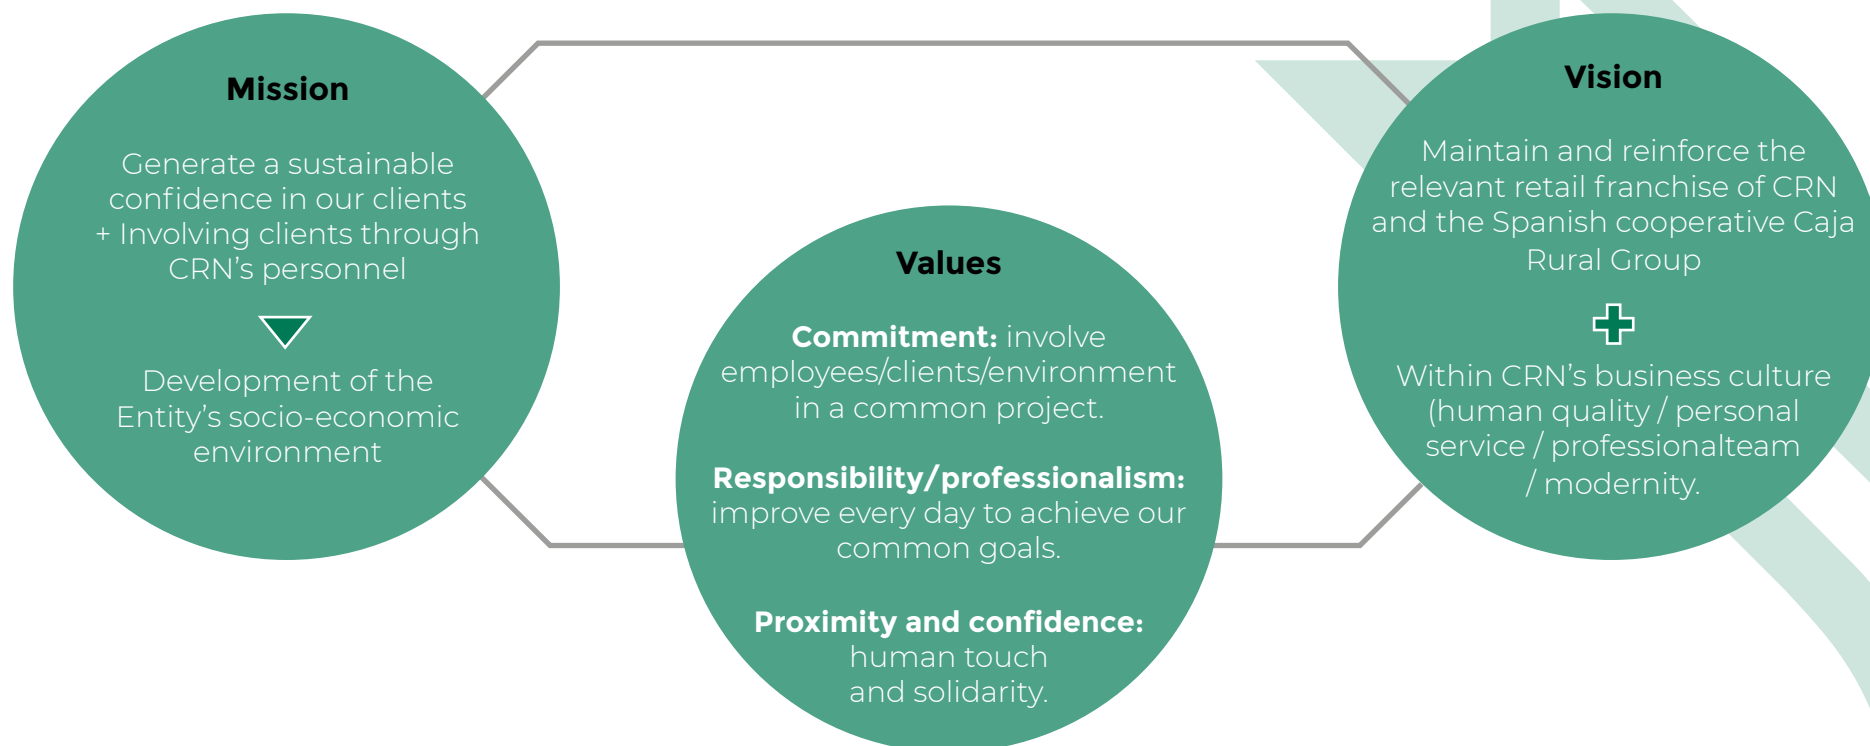 Mission
Generate a sustainable
confidence in our clients
+ Involving clients through
CRN’s personnel
Development of the
Entity’s socio-economic
environment
Values
Commitment: involve
employees/clients/environment
in a common project.
Responsibility/professionalism:
improve every day to achieve our
common goals.
Proximity and confidence:
human touch
and solidarity.
Vision
Maintain and reinforce the
relevant retail franchise of CRN
and the Spanish cooperative Caja
Rural Group
Within CRN’s business culture
(human quality / personal
service / professionalteam
/ modernity.